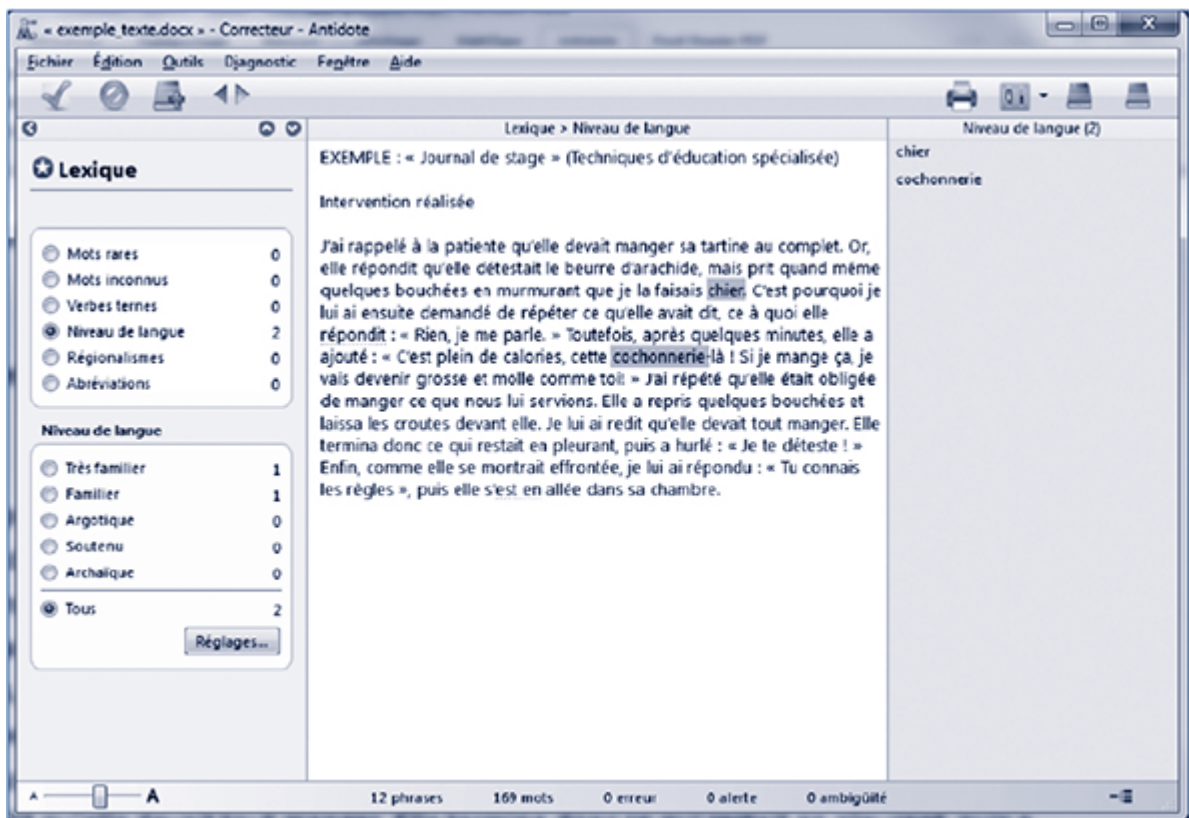 « exemple_texte.docx » - Correcteur - Antidote
Fichier Édition Outils Diagnostic Fenêtre Aide
Lexique > Niveau de langue
Niveau de langue (2)
Lexique
Mots rares 0
Mots inconnus 0
Verbes ternes 0
Niveau de langue 2
Régionalismes 0
Abréviations 0
Niveau de langue
Très familier 1
Familier 1
Argotique 0
Soutenu 0
Archaïque 0
Tous 2
Réglages...
EXEMPLE : « Journal de stage » (Techniques d'éducation spécialisée)
Intervention réalisée
J'ai rappelé à la patiente qu'elle devait manger sa tartine au complet. Or,
elle répondit qu'elle détestait le beurre d'arachide, mais prit quand même
quelques bouchées en murmurant que je la faisais chier. C'est pourquoi je
lui ai ensuite demandé de répéter ce qu'elle avait dit, ce à quoi elle
répondit : « Rien, je me parle. » Toutefois, après quelques minutes, elle a
ajouté : « C'est plein de calories, cette cochonnerie-là ! Si je mange ça, je
vais devenir grosse et molle comme toi! » J'ai répété qu'elle était obligée
de manger ce que nous lui servions. Elle a repris quelques bouchées et
laissa les croutes devant elle. Je lui ai redit qu'elle devait tout manger. Elle
termina donc ce qui restait en pleurant, puis a hurlé : « Je te déteste ! »
Enfin, comme elle se mortrait effrontée, je lui ai répondu : « Tu connais
les règles », puis elle s'est en allée dans sa chambre.
chier
cochonnerie
A A
12 phrases 169 mots 0 erreur 0 alerte 0 ambigüité